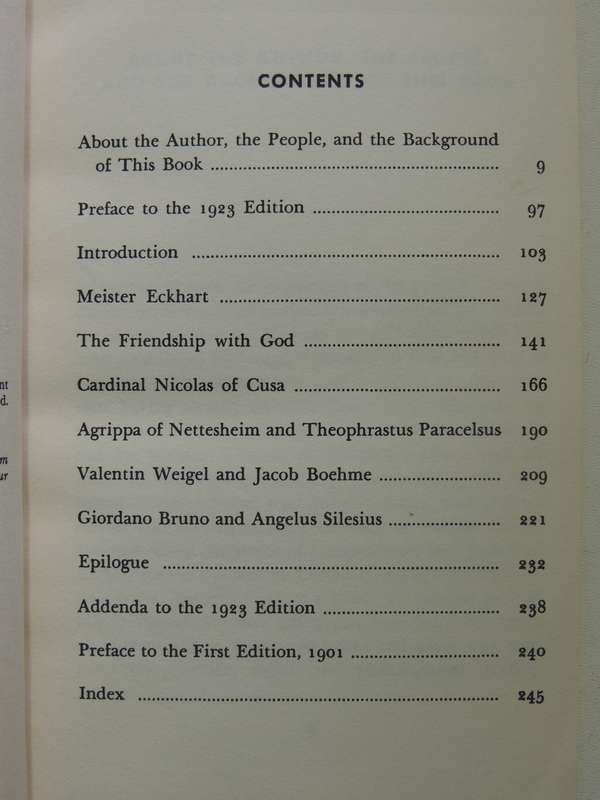 CONTENTS
About the Author, the People, and the Background
of This Book ........................................................ 9
Preface to the 1923 Edition ..................................... 97
Introduction ............................................................ 103
Meister Eckhart ....................................................... 127
The Friendship with God ....................................... 141
Cardinal Nicolas of Cusa ......................................... 166
Agrippa of Nettesheim and Theophrastus Paracelsus 190
Valentin Weigel and Jacob Boehme ........................ 209
Giordano Bruno and Angelus Silesius ...................... 221
Epilogue .................................................................. 232
Addenda to the 1923 Edition ................................... 238
Preface to the First Edition, 1901 ............................. 240
Index ....................................................................... 245
nt
d.
m
ur